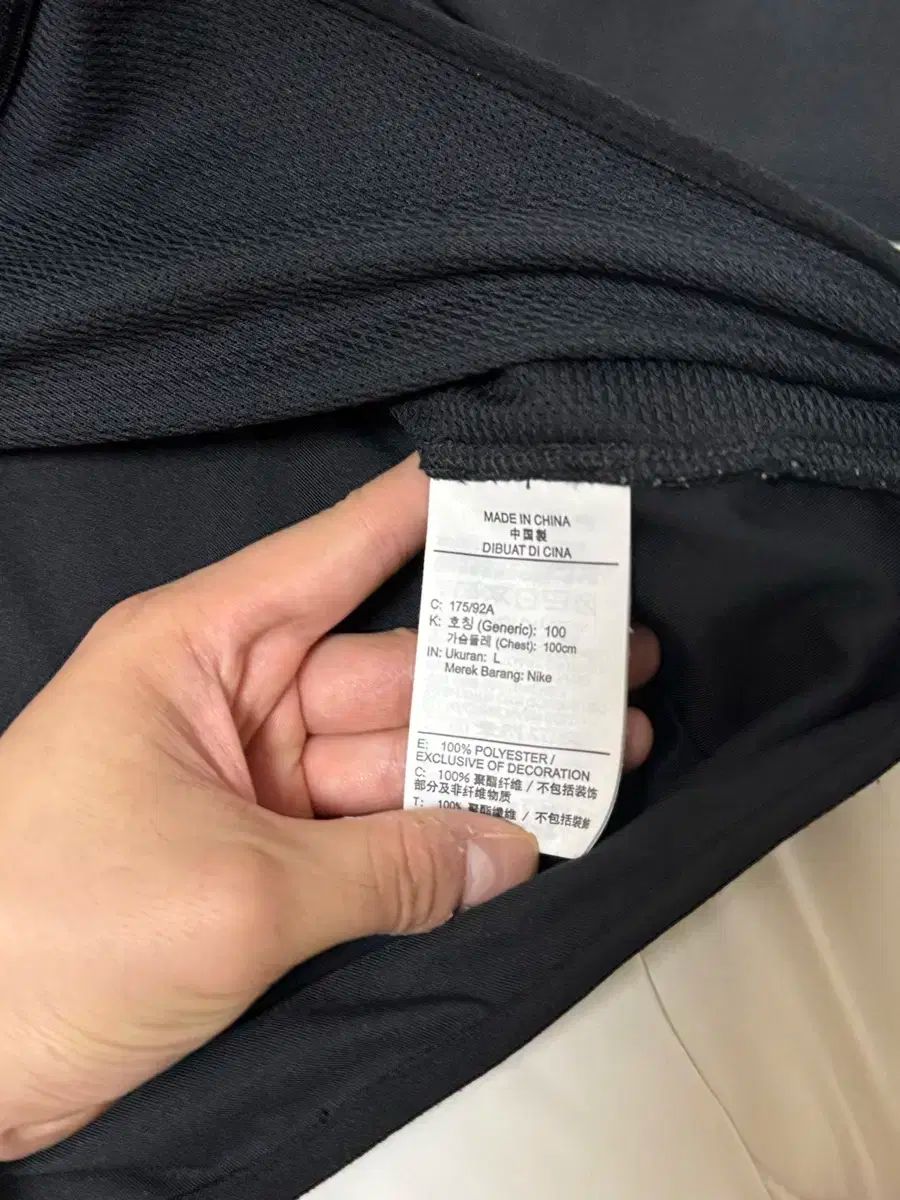 MADE IN CHINA
中国製
DIBUAT DI CINA
C: 175/92A
K: 호칭 (Generic): 100
가슴둘레 (Chest): 100cm
IN: Ukuran: L
Merek Barang: Nike
E: 100% POLYESTER /
EXCLUSIVE OF DECORATION
C: 100% 聚酯纤维 / 不包括装饰
部分及非纤维物质
T: 100% 聚酯纖維 / 不包括裝飾